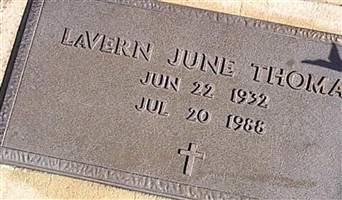 LAVERN JUNE THOMA
JUN 22 1932
JUL 20 1988